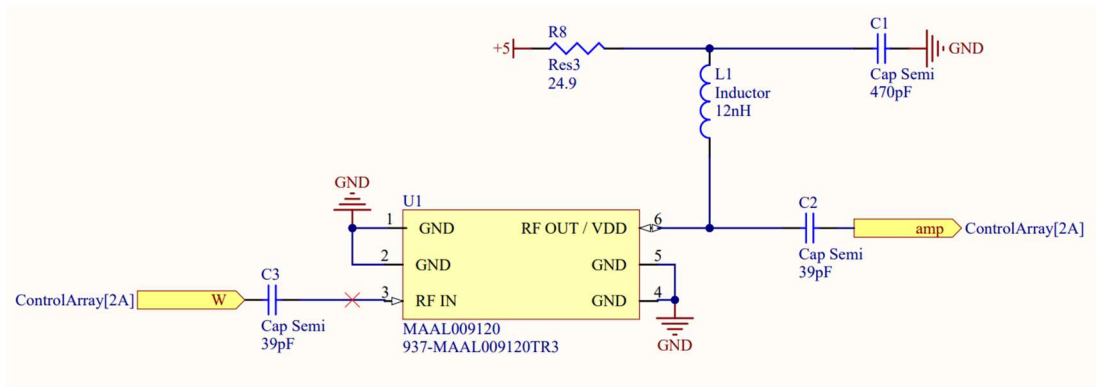 R8
+5
Res3
24.9
C1
GND
Cap Semi
470pF
L1
Inductor
12nH
GND
U1
1
GND
RF OUT / VDD
6
2
GND
GND
5
3
RF IN
GND
4
MAAL009120
937-MAAL009120TR3
GND
C2
amp
ControlArray[2A]
Cap Semi
39pF
C3
ControlArray[2A]
W
Cap Semi
39pF